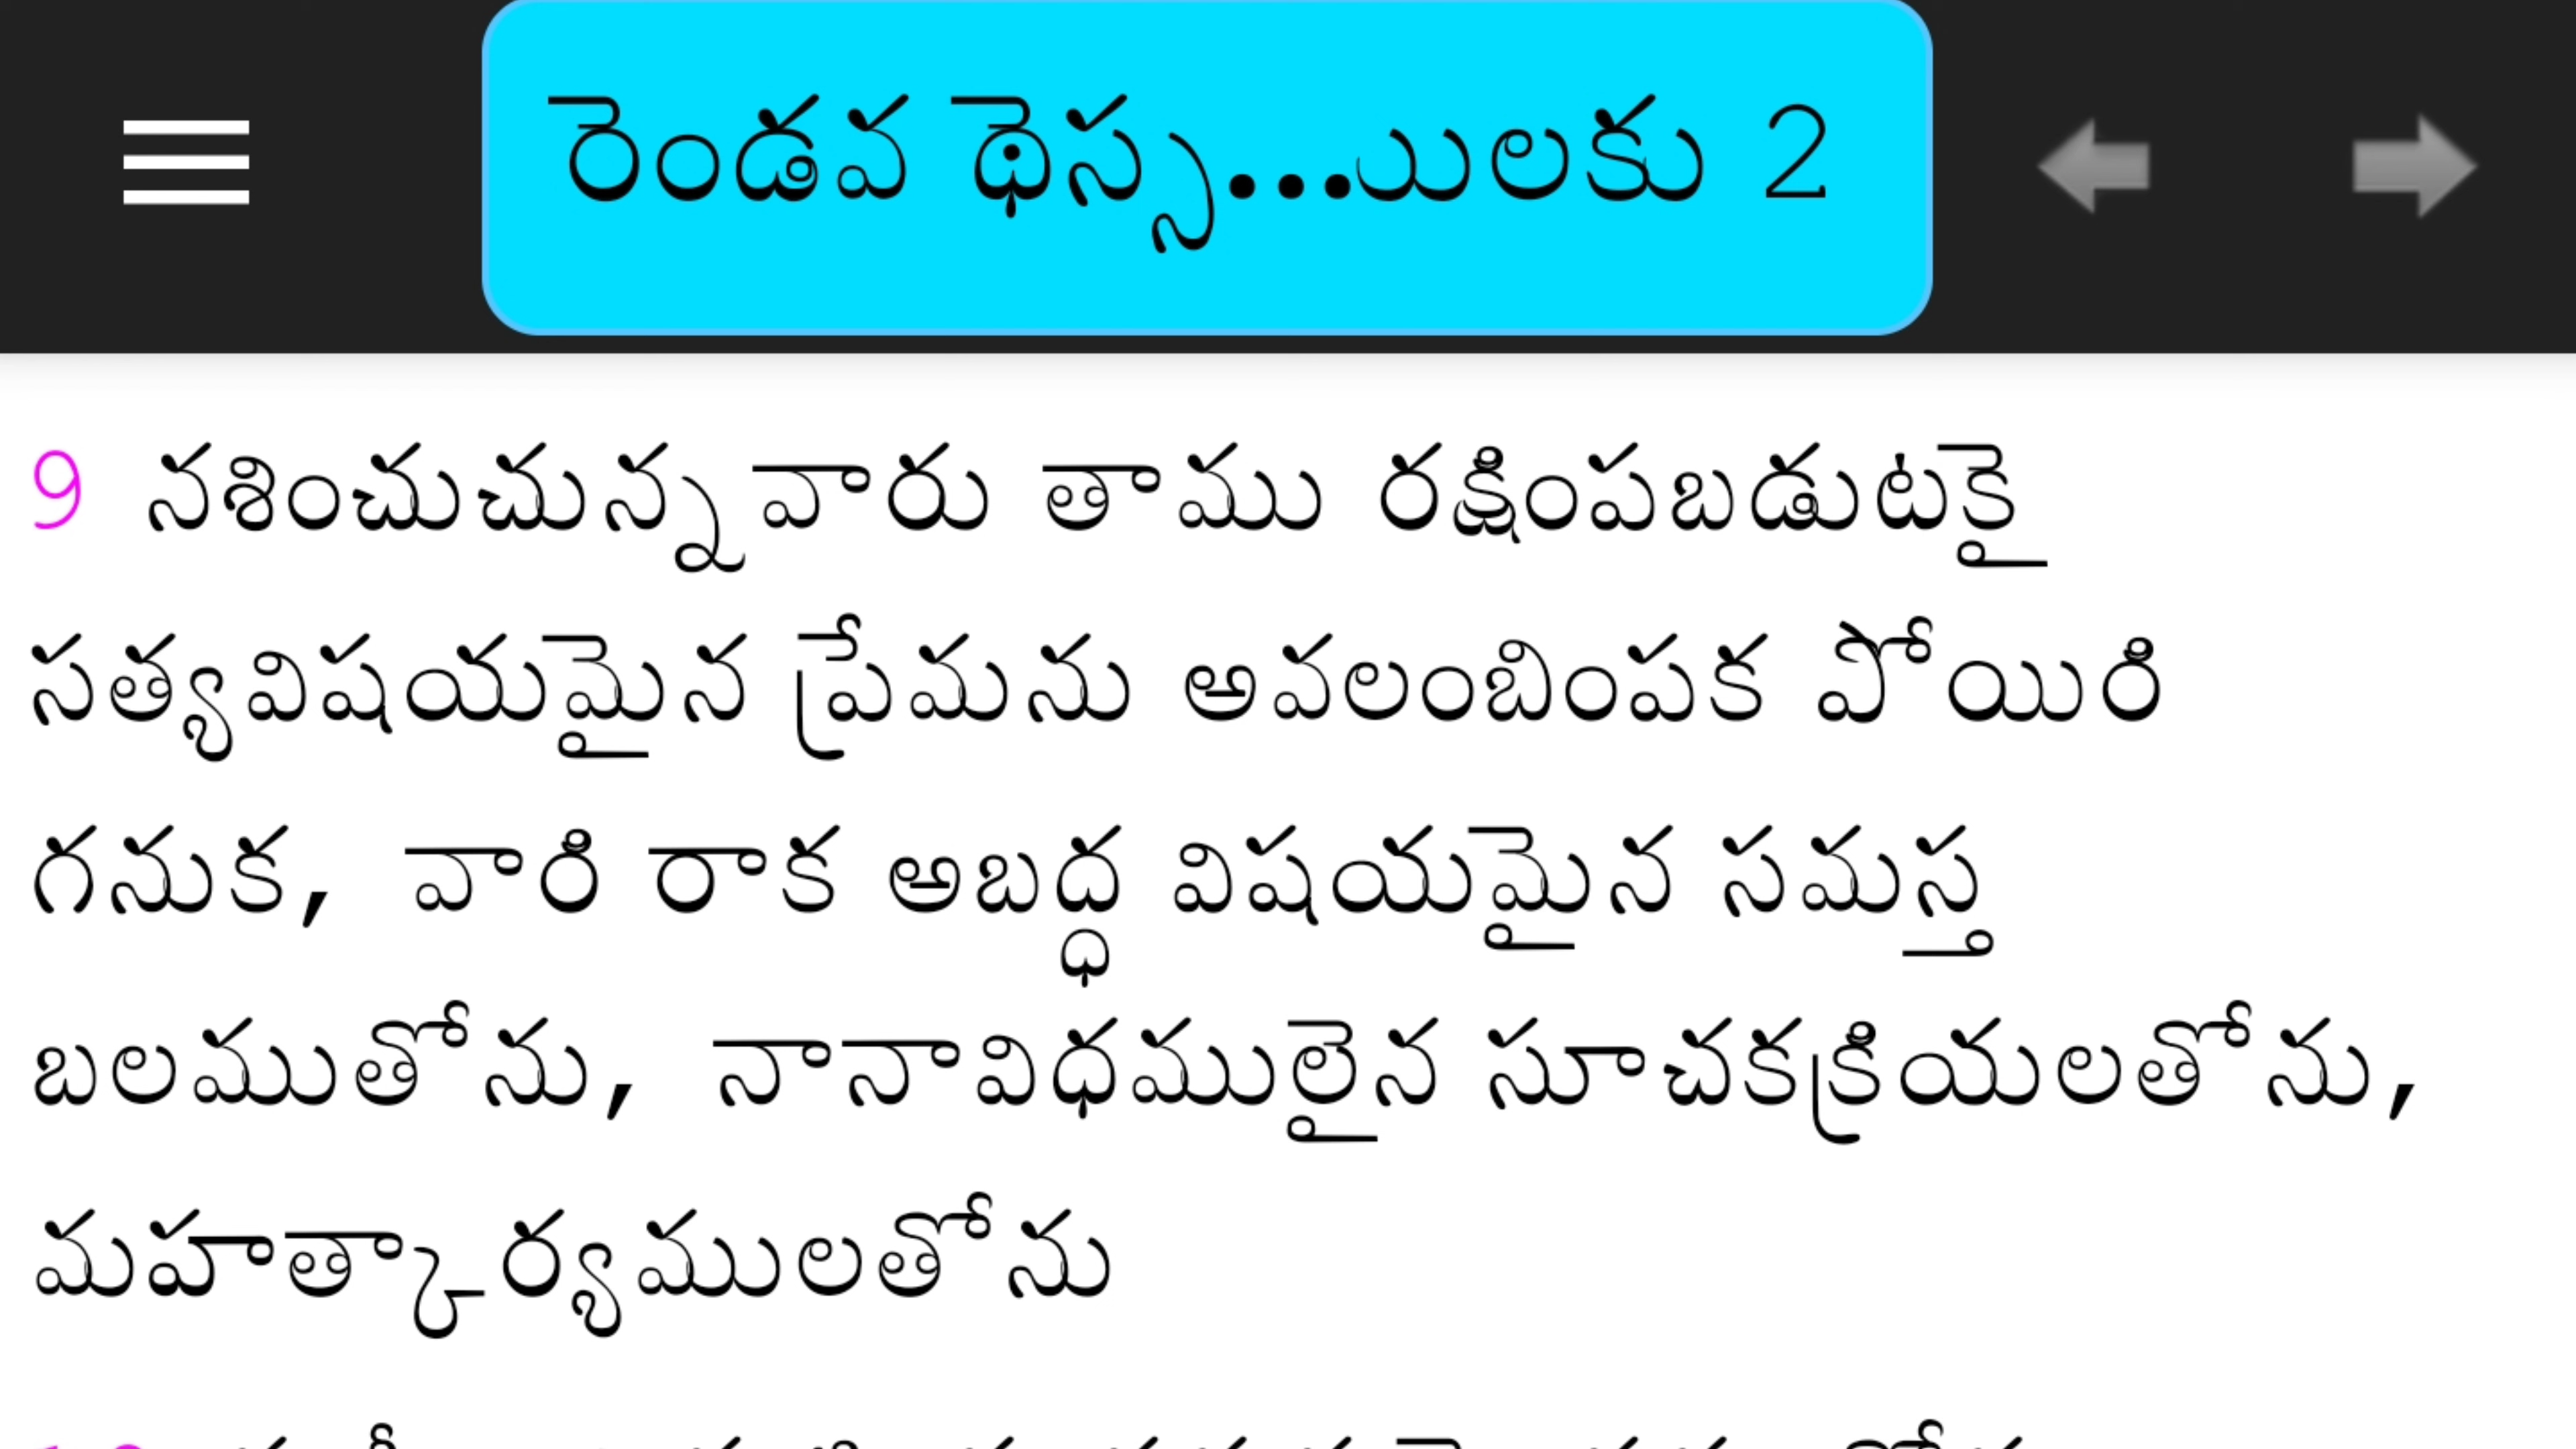 రెండవ థెస్స...యులకు 2
9 నశించుచున్నవారు తాము రక్షింపబడుటకై
సత్యవిషయమైన ప్రేమను అవలంబింపక పోయిరి
గనుక, వారి రాక అబద్ధ విషయమైన సమస్త
బలముతోను, నానావిధములైన సూచకక్రియలతోను,
మహత్కార్యములతోను